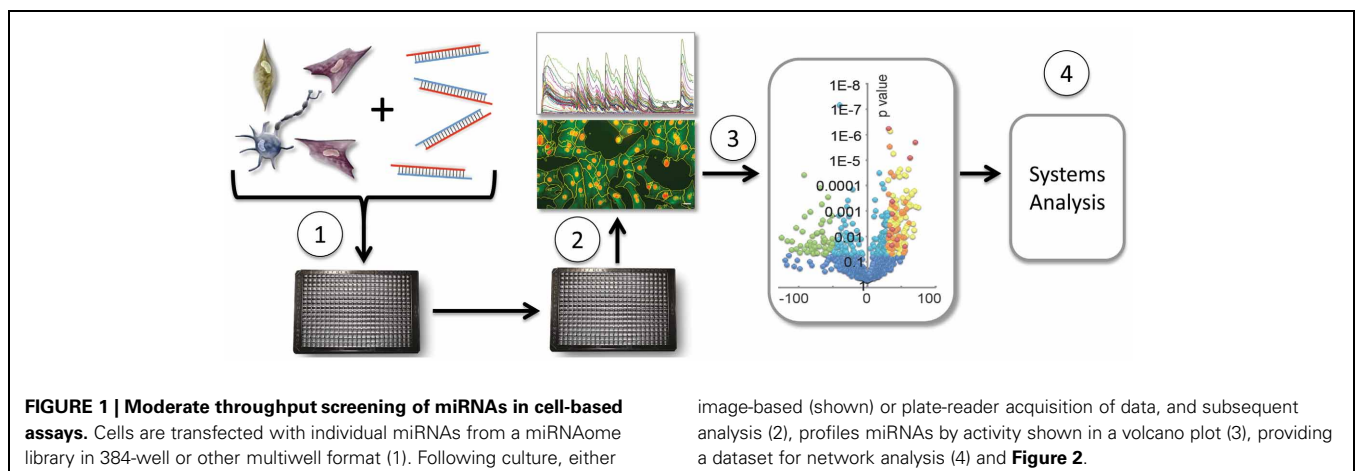 1
2
3
4
p value
1E-8
1E-7
1E-6
1E-5
0.0001
0.001
0.01
0.1
1
-100 0 100
Systems
Analysis
FIGURE 1 | Moderate throughput screening of miRNAs in cell-based
assays. Cells are transfected with individual miRNAs from a miRNAome
library in 384-well or other multiwell format (1). Following culture, either
image-based (shown) or plate-reader acquisition of data, and subsequent
analysis (2), profiles miRNAs by activity shown in a volcano plot (3), providing
a dataset for network analysis (4) and Figure 2.